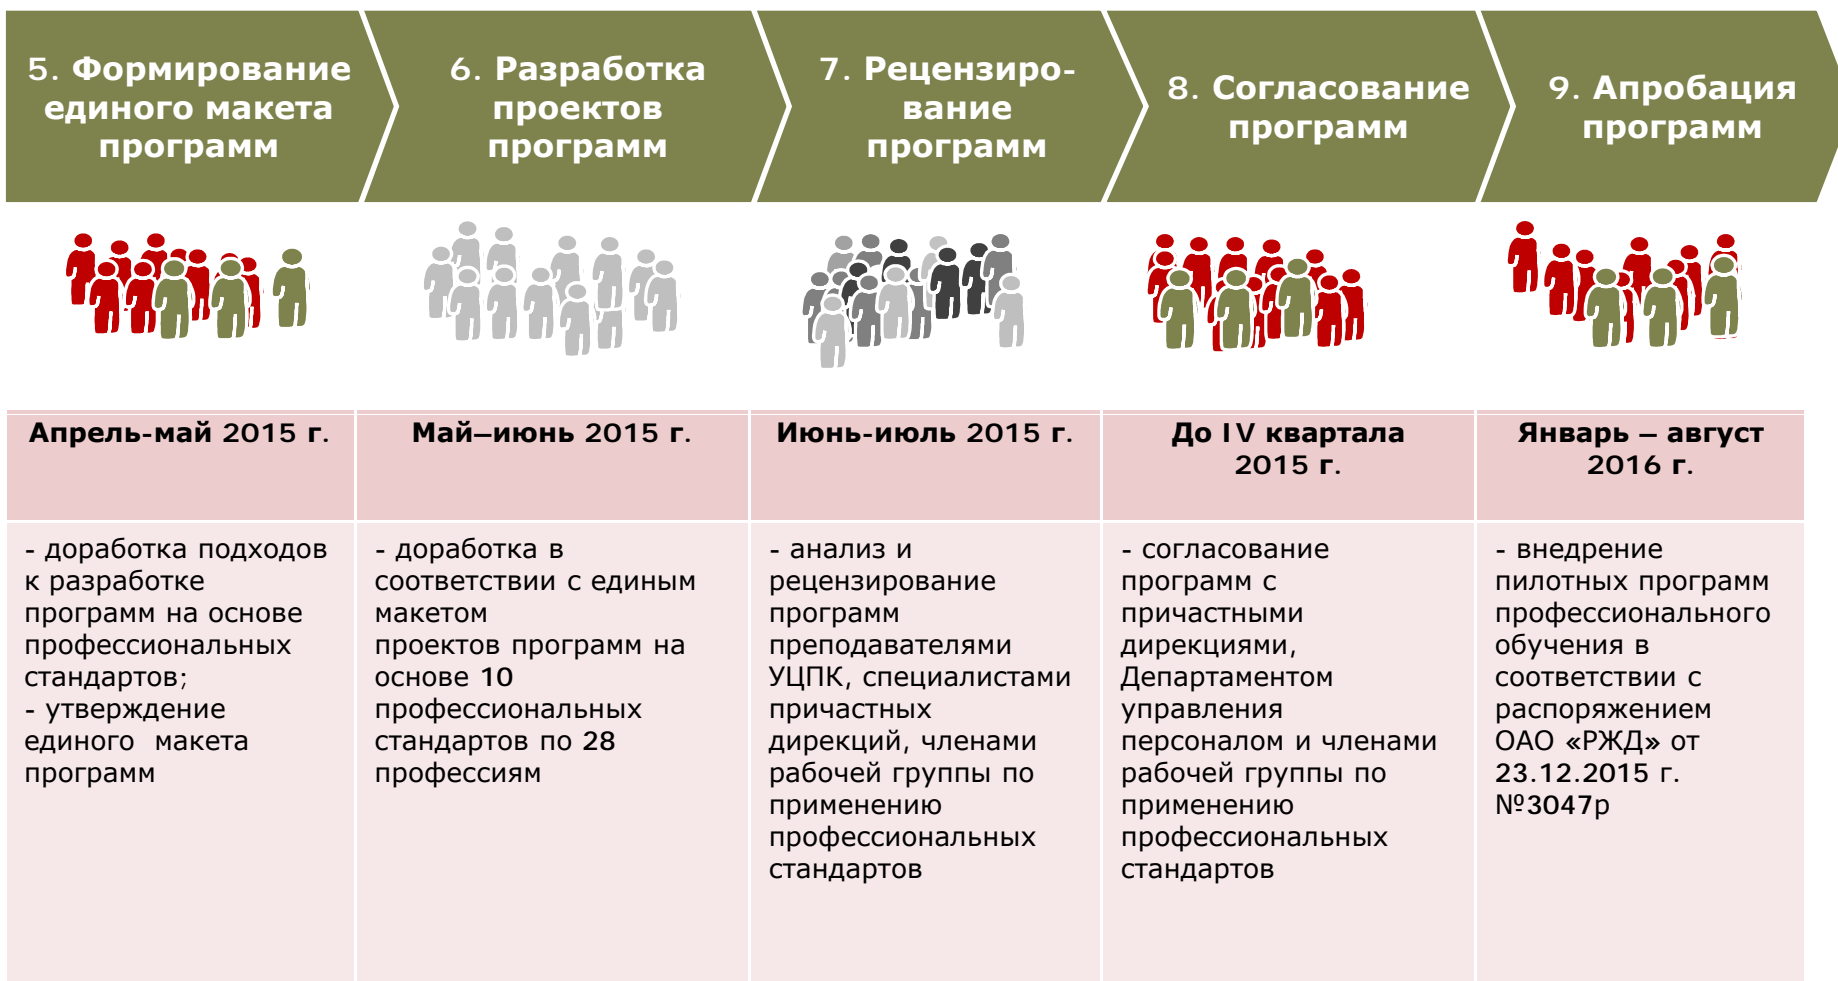 5. Формирование
единого макета
программ
6. Разработка
проектов
программ
7. Рецензиро-
вание
программ
8. Согласование
программ
9. Апробация
программ
Апрель-май 2015 г.
Май–июнь 2015 г.
Июнь-июль 2015 г.
До IV квартала
2015 г.
Январь – август
2016 г.
- доработка подходов
к разработке
программ на основе
профессиональных
стандартов;
- утверждение
единого макета
программ
- доработка в
соответствии с единым
макетом
проектов программ на
основе 10
профессиональных
стандартов по 28
профессиям
- анализ и
рецензирование
программ
преподавателями
УЦПК, специалистами
причастных
дирекций, членами
рабочей группы по
применению
профессиональных
стандартов
- согласование
программ с
причастными
дирекциями,
Департаментом
управления
персоналом и членами
рабочей группы по
применению
профессиональных
стандартов
- внедрение
пилотных программ
профессионального
обучения в
соответствии с
распоряжением
ОАО «РЖД» от
23.12.2015 г.
№3047р